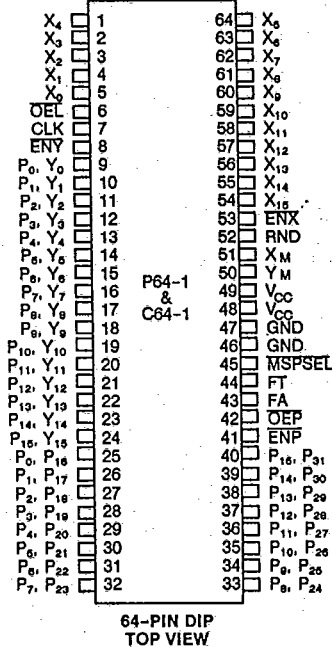 X₄ 1 64 X₅
X₃ 2 63 X₆
X₂ 3 62 X₇
X₁ 4 61 X₈
X₀ 5 60 X₉
OEL 6 59 X₁₀
CLK 7 58 X₁₁
ENY 8 57 X₁₂
P₀, Y₀ 9 56 X₁₃
P₁, Y₁ 10 55 X₁₄
P₂, Y₂ 11 54 X₁₅
P₃, Y₃ 12 53 ENX
P₄, Y₄ 13 52 RND
P₅, Y₅ 14 51 X_M
P₆, Y₆ 15 50 Y_M
P₇, Y₇ 16 49 V_CC
P₈, Y₈ 17 48 V_CC
P₉, Y₉ 18 47 GND
P₁₀, Y₁₀ 19 46 GND
P₁₁, Y₁₁ 20 45 MSPSEL
P₁₂, Y₁₂ 21 44 FT
P₁₃, Y₁₃ 22 43 FA
P₁₄, Y₁₄ 23 42 OEP
P₁₅, Y₁₅ 24 41 ENP
P₀, P₁₆ 25 40 P₁₅, P₃₁
P₁, P₁₇ 26 39 P₁₄, P₃₀
P₂, P₁₈ 27 38 P₁₃, P₂₉
P₃, P₁₉ 28 37 P₁₂, P₂₈
P₄, P₂₀ 29 36 P₁₁, P₂₇
P₅, P₂₁ 30 35 P₁₀, P₂₆
P₆, P₂₂ 31 34 P₉, P₂₅
P₇, P₂₃ 32 33 P₈, P₂₄
P64-1
&
C64-1
64-PIN DIP
TOP VIEW